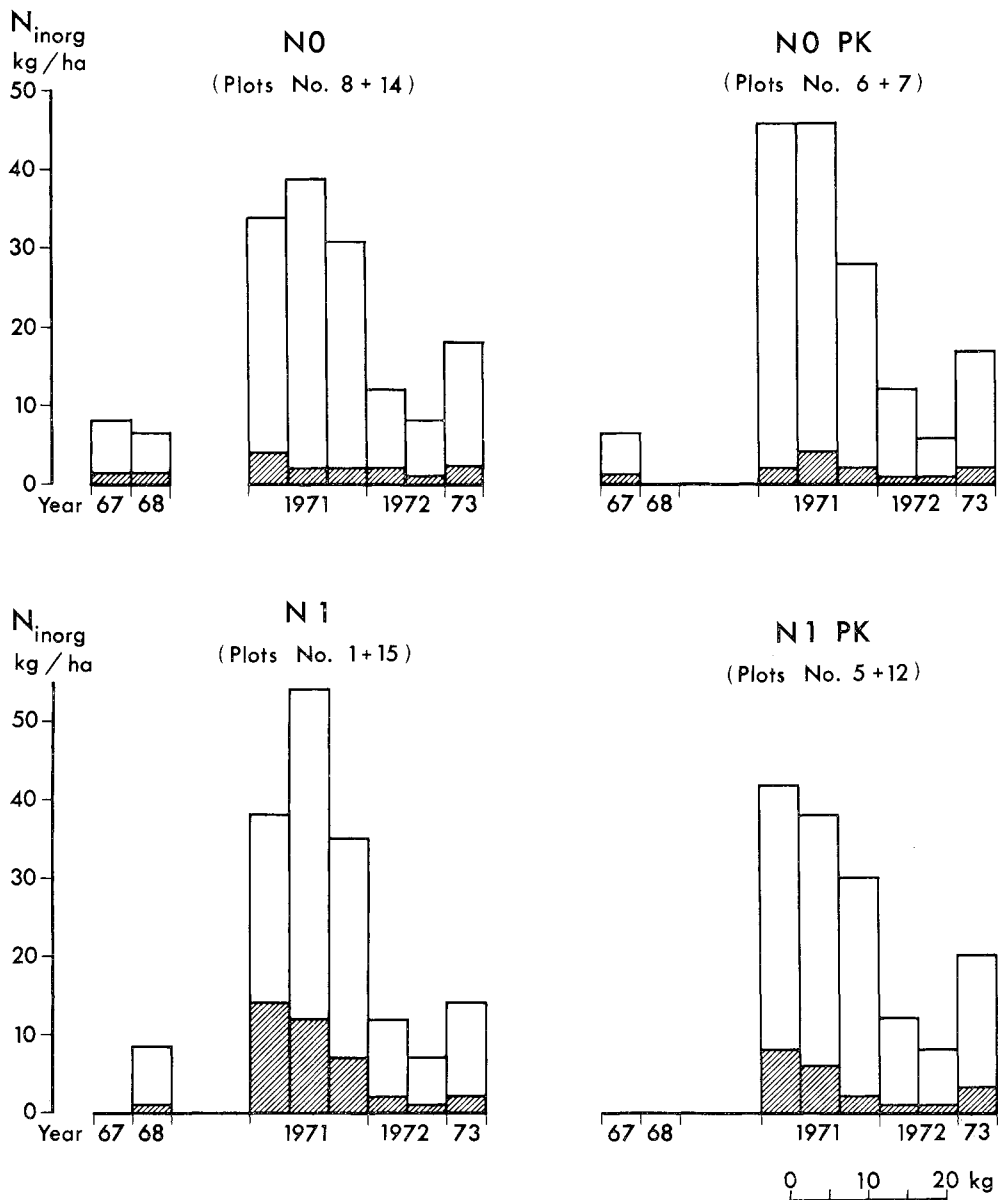 N inorg
kg/ha
N0
(Plots No. 8 + 14)
50
40
30
20
10
0
Year 67 68 1971 1972 73
N0 PK
(Plots No. 6 + 7)
67 68 1971 1972 73
N inorg
kg/ha
N1
(Plots No. 1+15)
50
40
30
20
10
0
Year 67 68 1971 1972 73
N1 PK
(Plots No. 5 +12)
67 68 1971 1972 73
0 10 20 kg